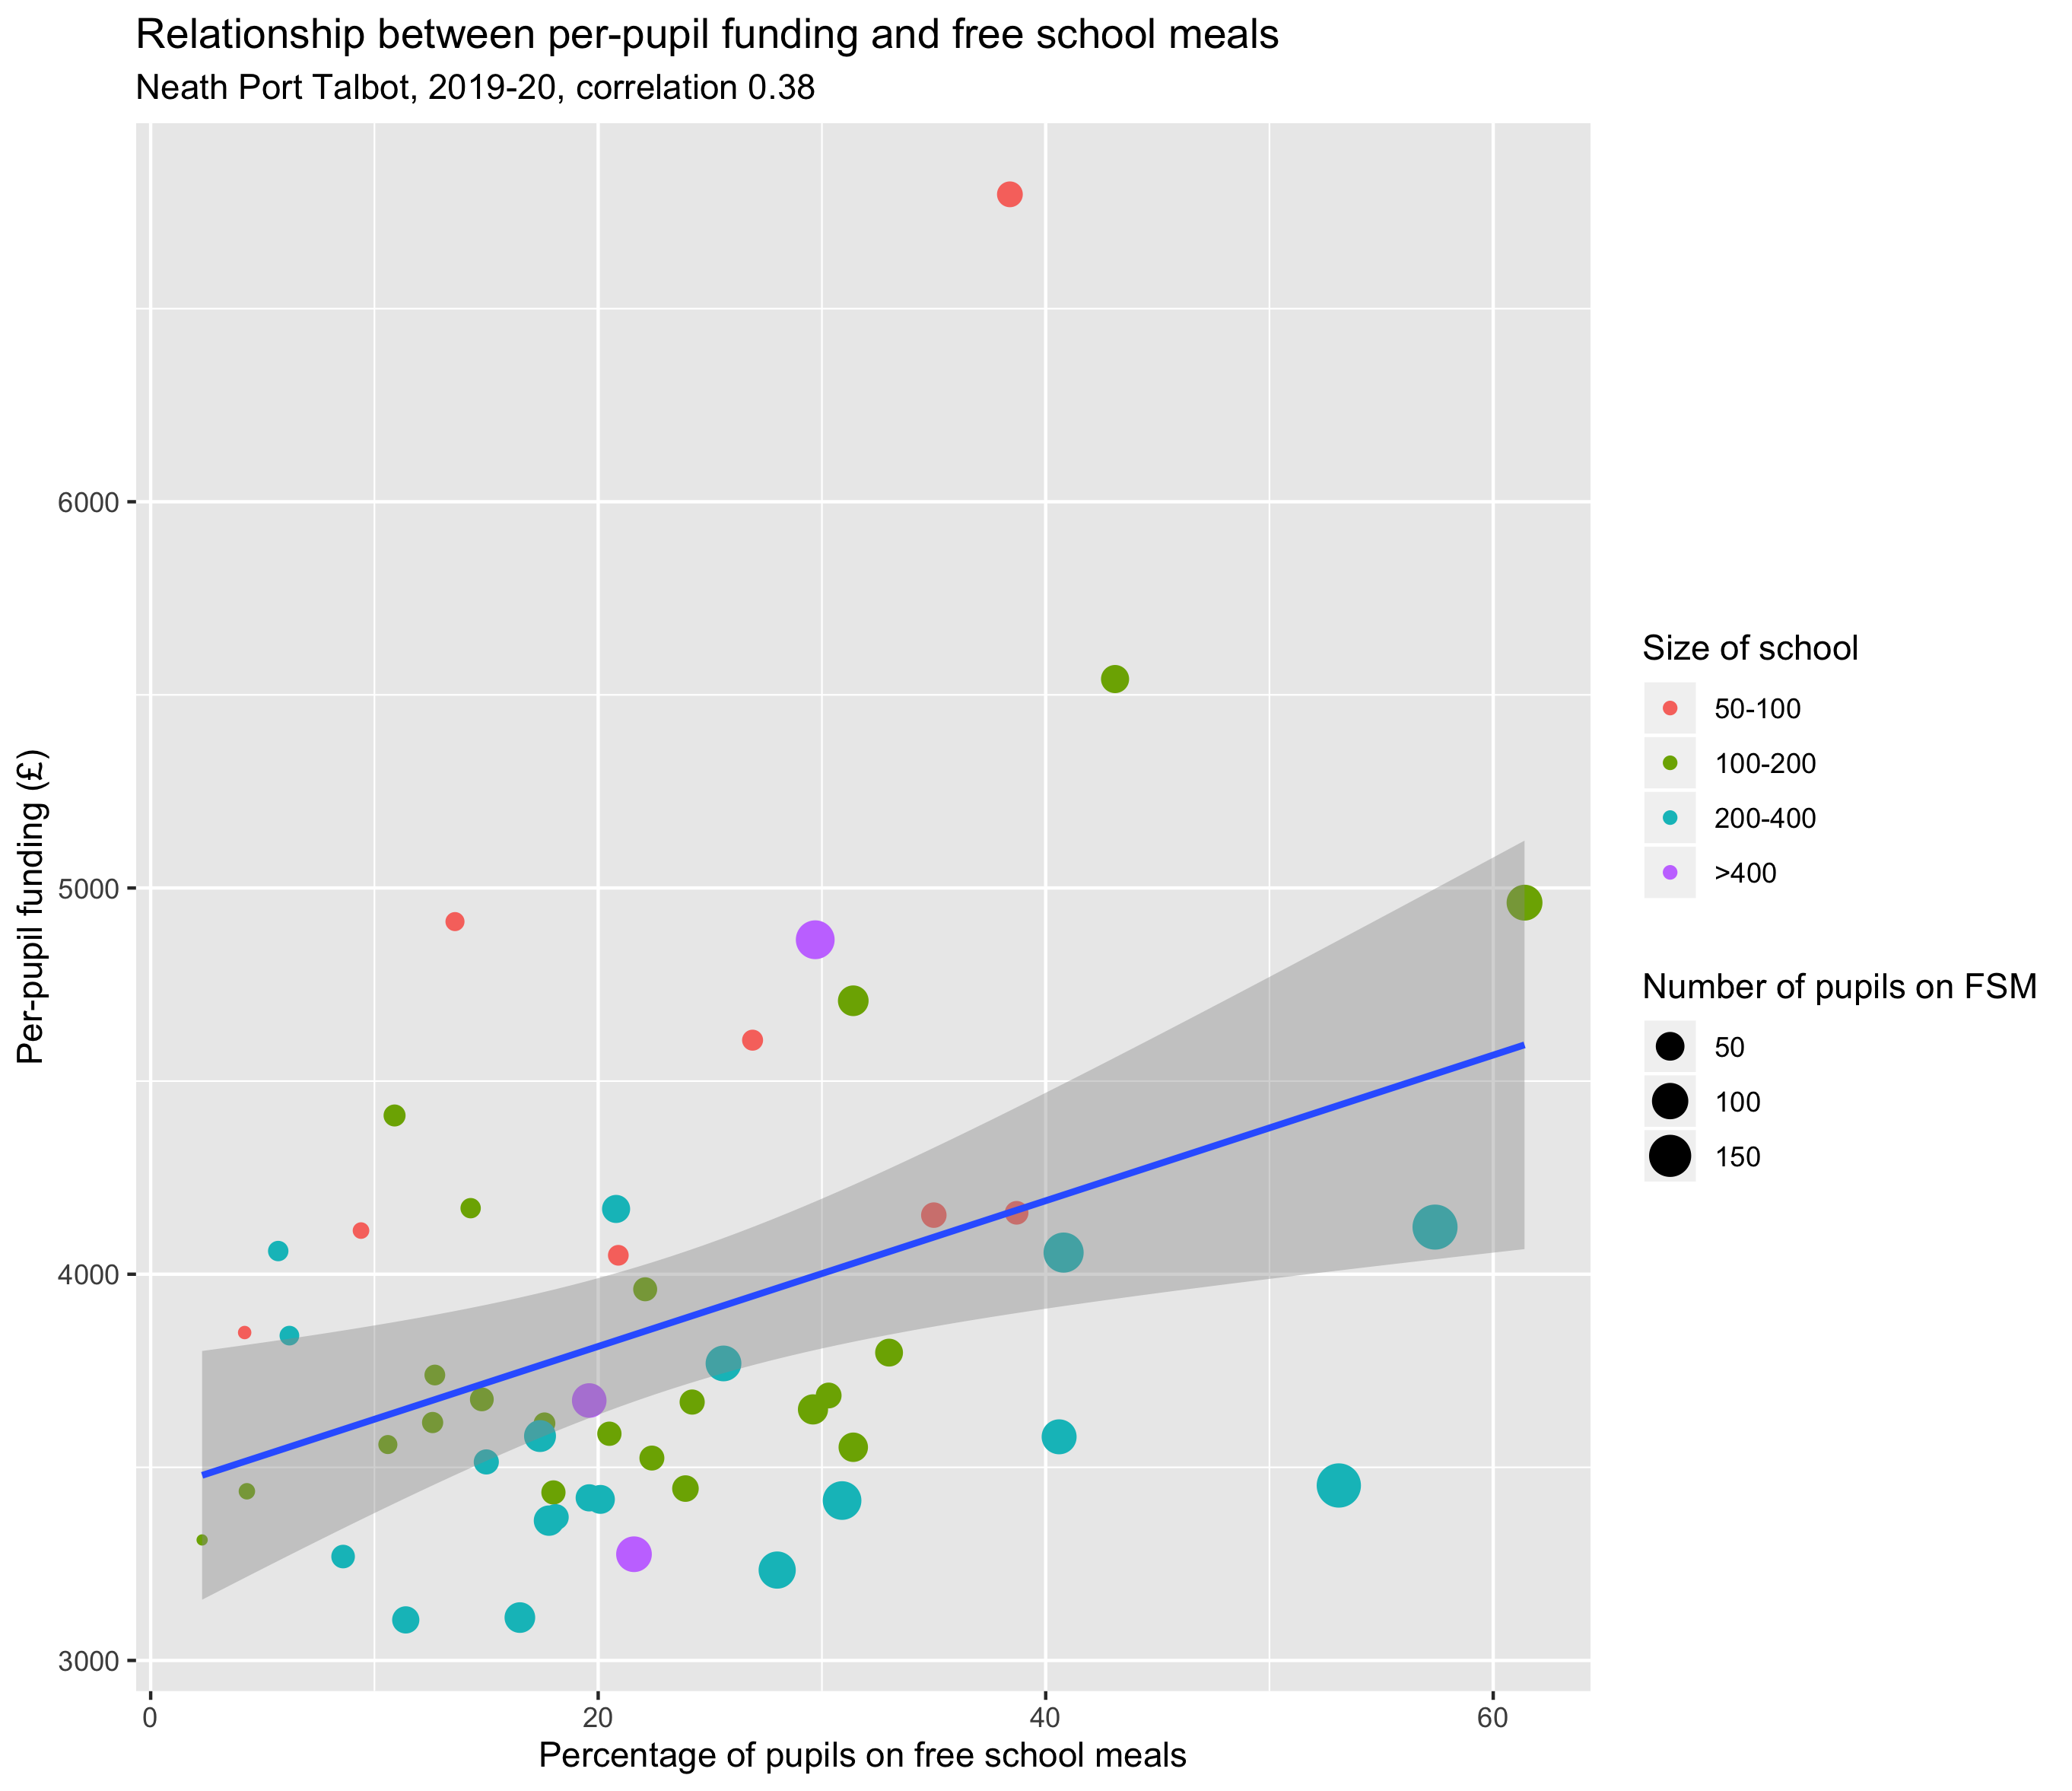 Relationship between per-pupil funding and free school meals
Neath Port Talbot, 2019-20, correlation 0.38
Per-pupil funding (£)
6000
5000
4000
3000
0
20
40
60
Percentage of pupils on free school meals
Size of school
50-100
100-200
200-400
>400
Number of pupils on FSM
50
100
150